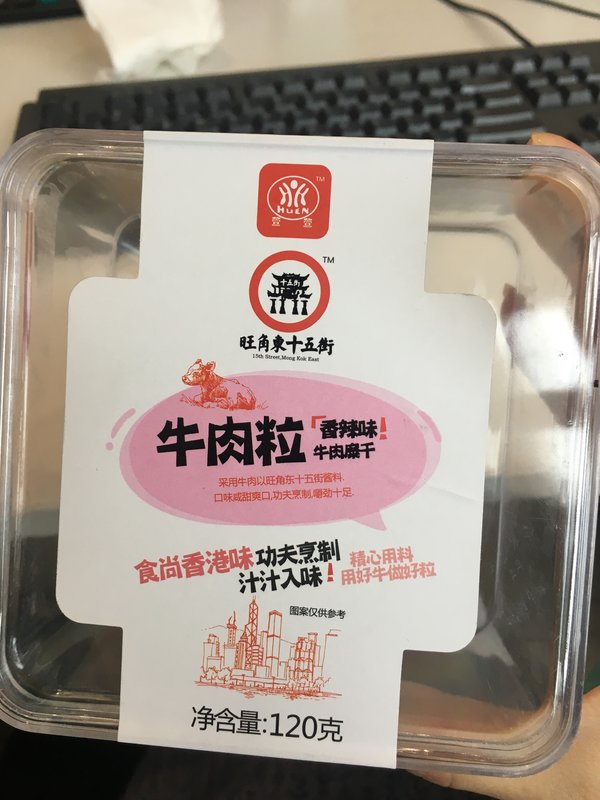 TM
HUEN
TM
十五街
旺角東十五街
15th Street,Mong Kok East
牛肉粒
「香辣味!
牛肉糜干
采用牛肉以旺角东十五街酱料.
口味咸甜爽口,功夫烹制,嚼劲十足.
食尚香港味
功夫烹制
汁汁入味!
精心用料
用好牛做好粒
图案仅供参考
净含量:120克